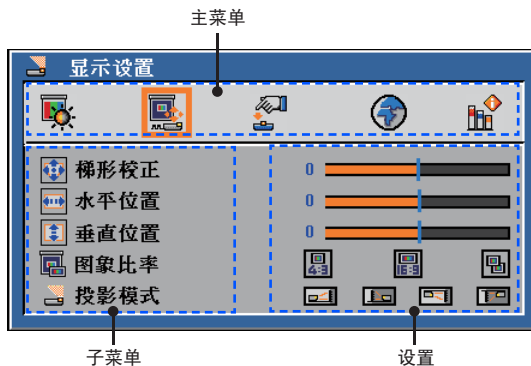 主菜单
显示设置
梯形校正
0
水平位置
0
垂直位置
0
图象比率
4:3
16:9
投影模式
子菜单
设置